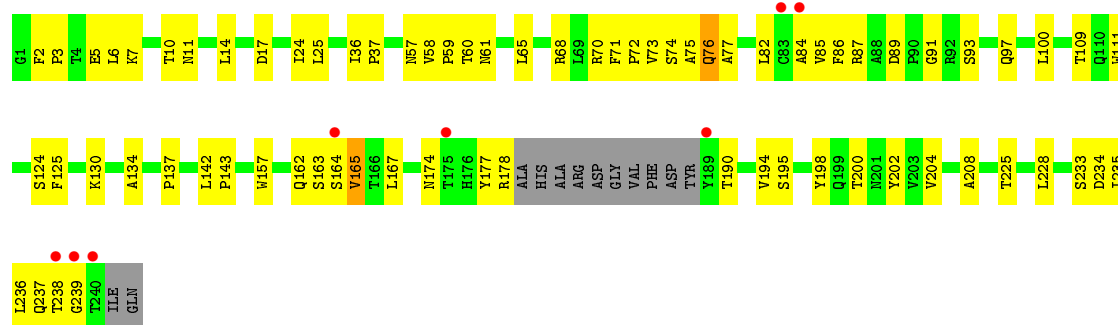 G1 F2 P3 T4 E5 L6 K7 T10 N11 L14 D17 I24 L25 I36 P37 N57 V58 P59 T60 N61 L65 R68 L69 R70 F71 P72 V73 S74 A75 Q76 A77 L82 C83 A84 V85 F86 R87 A88 D89 P90 G91 R92 S93 Q97 L100 T109 Q110 W111
S124 F125 K130 A134 P137 L142 P143 W157 Q162 S163 S164 V165 T166 L167 N174 T175 H176 Y177 R178 ALA HIS ALA ARG ASP GLY VAL PHE ASP TYR Y189 T190 V194 S195 Y198 Q199 T200 N201 Y202 V203 V204 A208 T225 L228 S233 D234
L236 Q237 T238 G239 T240 ILE GLN